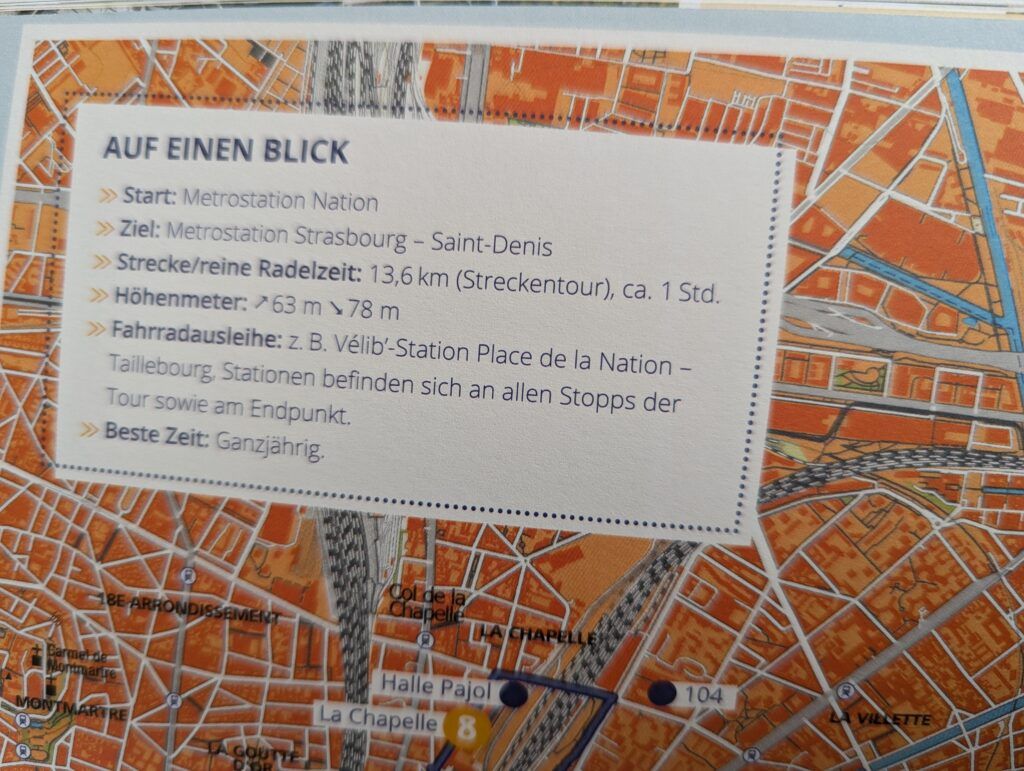 AUF EINEN BLICK
» Start: Metrostation Nation
» Ziel: Metrostation Strasbourg – Saint-Denis
» Strecke/reine Radelzeit: 13,6 km (Streckentour), ca. 1 Std.
» Höhenmeter: ↗63 m ↘78 m
» Fahrradausleihe: z. B. Vélib’-Station Place de la Nation –
Taillebourg, Stationen befinden sich an allen Stopps der
Tour sowie am Endpunkt.
» Beste Zeit: Ganzjährig.
18E ARRONDISSEMENT
Col de la
Chapelle
LA CHAPELLE
Carmel de
Montmartre
MONTMARTRE
Halle Pajol
104
La Chapelle 8
LA VILLETTE
LA GOUTTE
D'OR